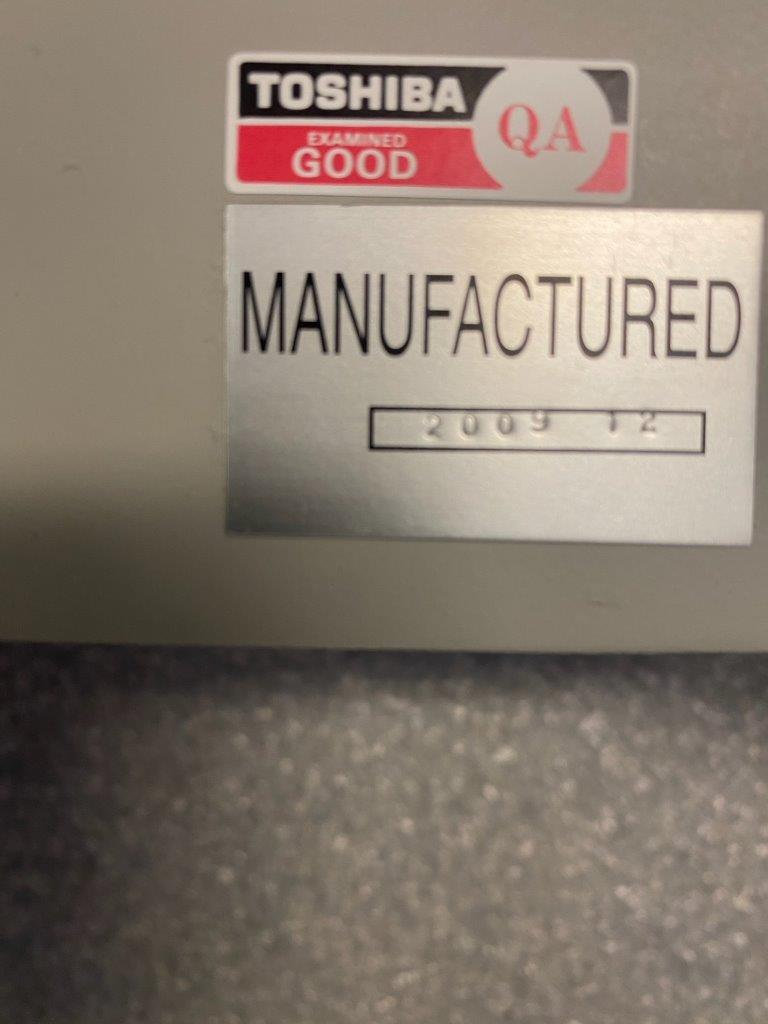 TOSHIBA
EXAMINED
GOOD
QA
MANUFACTURED
2009 12